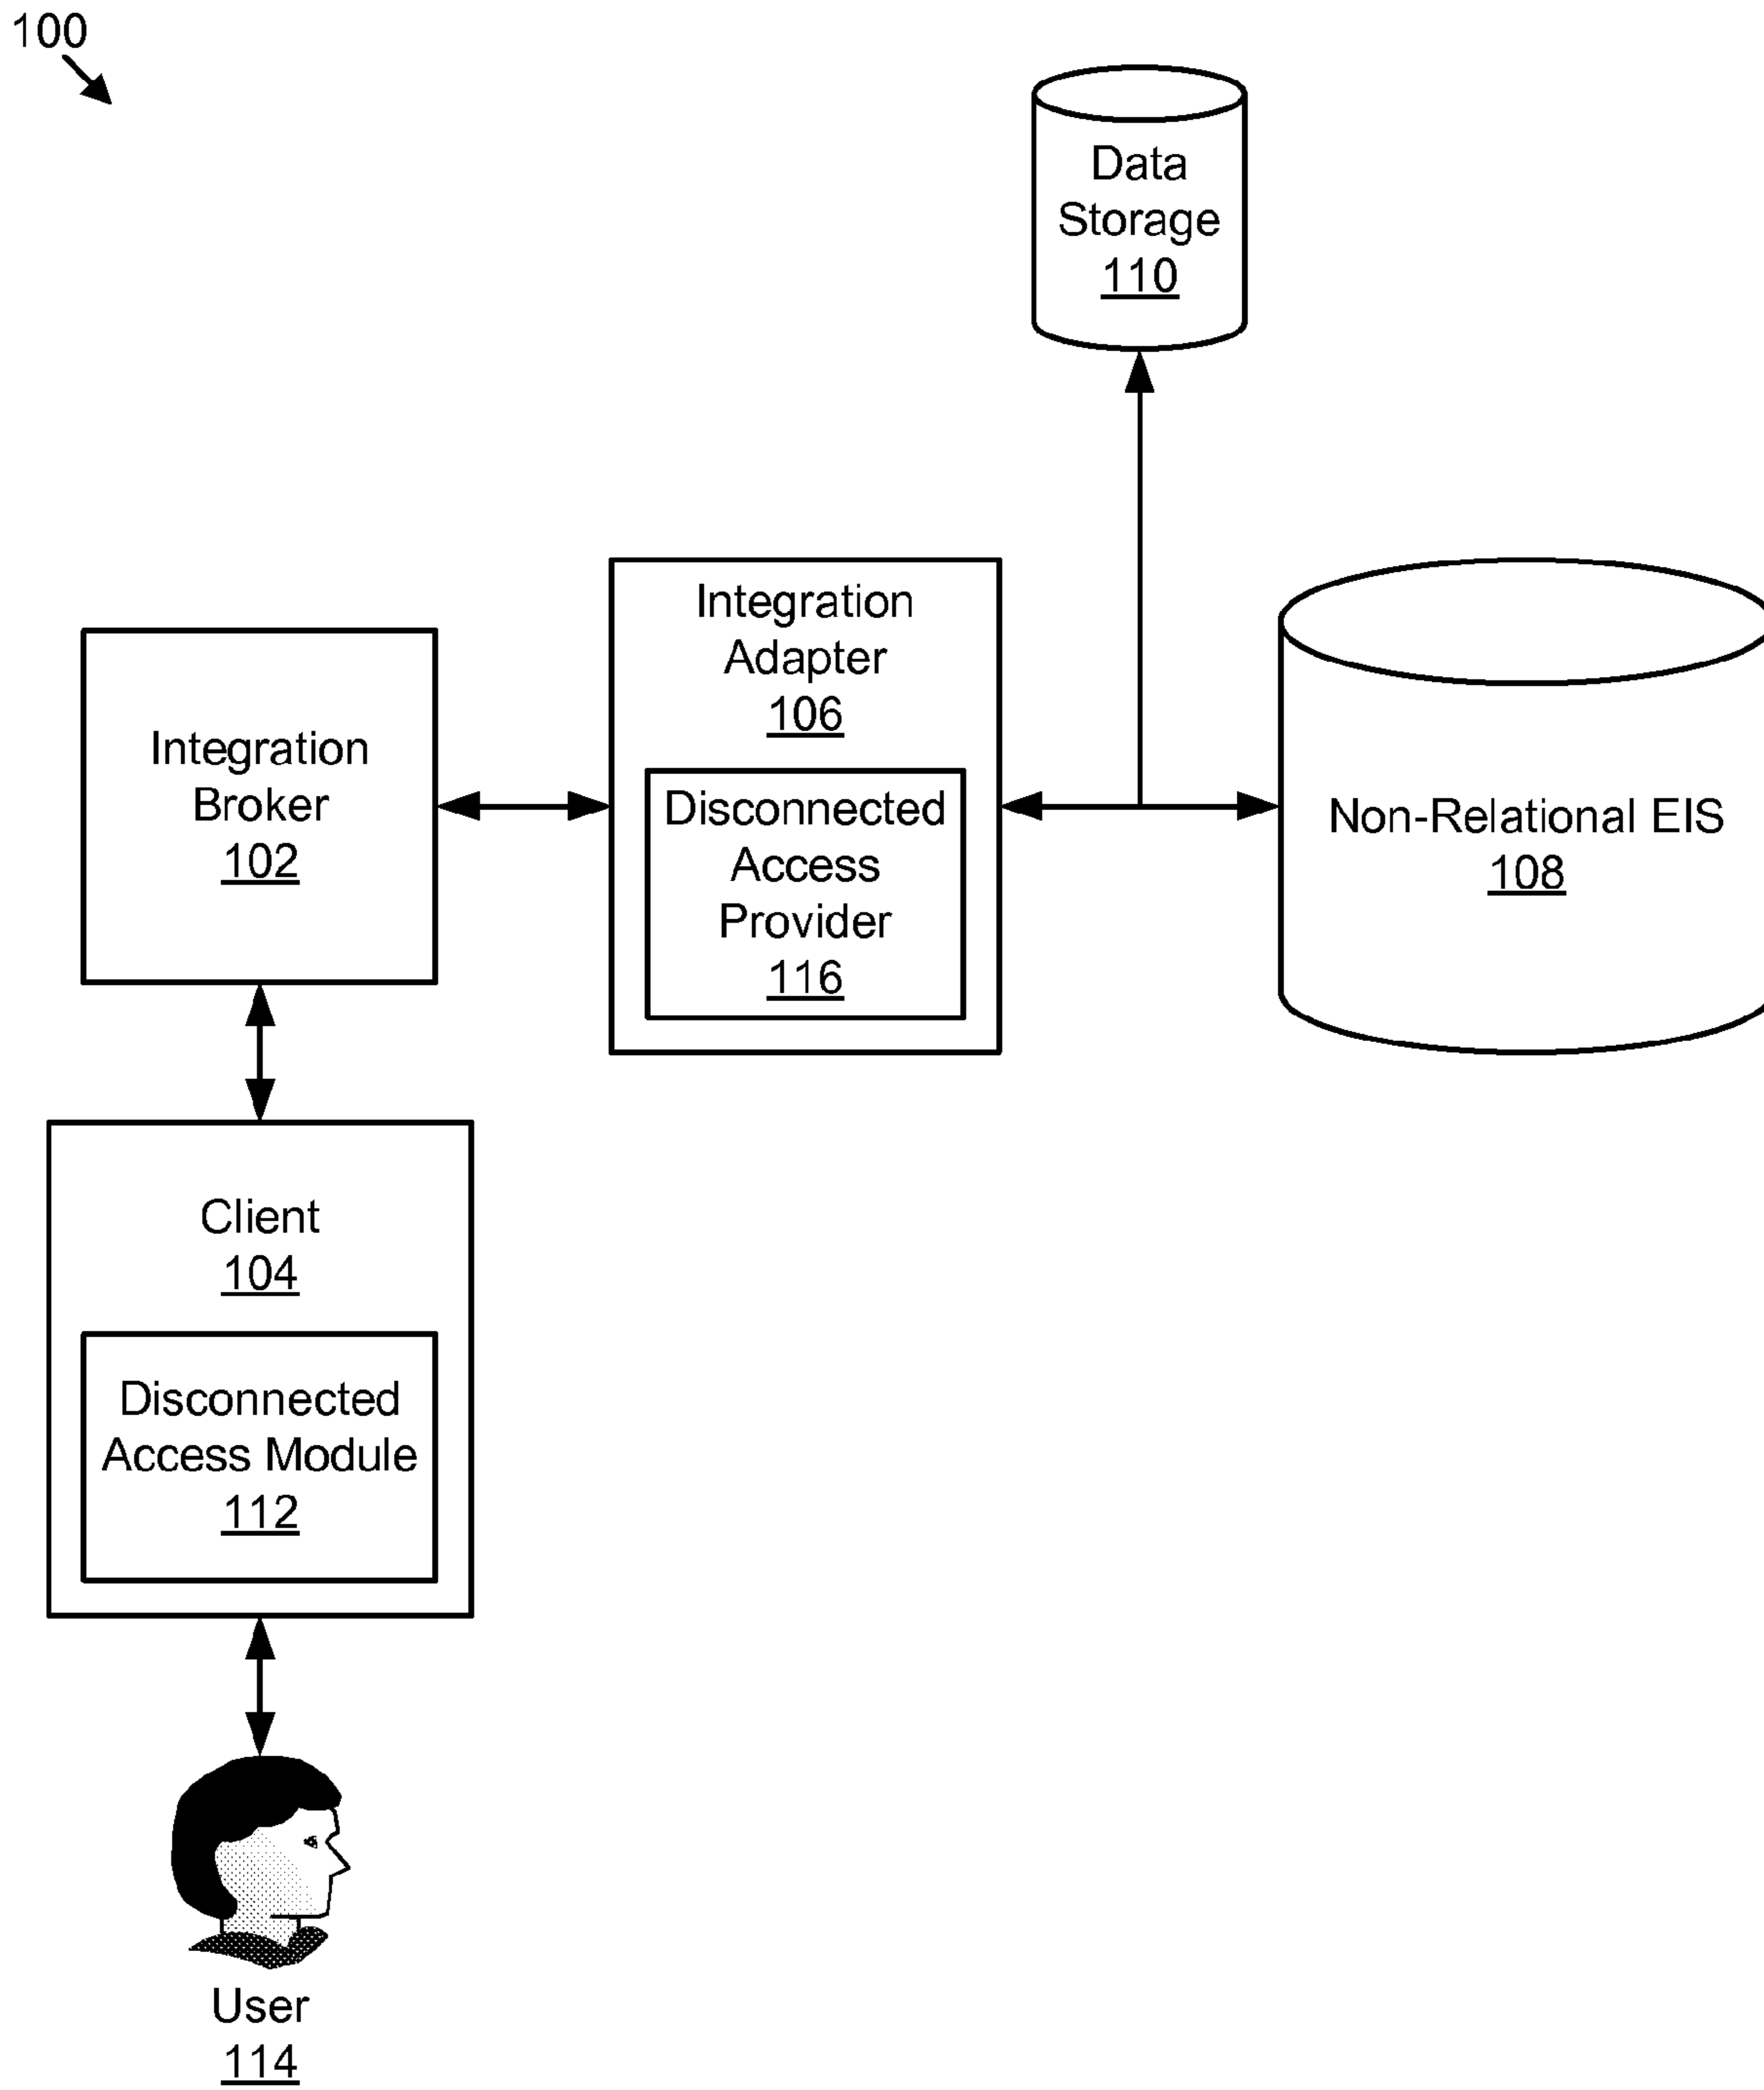 100
Data
Storage
110
Integration
Adapter
106
Disconnected
Access
Provider
116
Integration
Broker
102
Non-Relational EIS
108
Client
104
Disconnected
Access Module
112
User
114